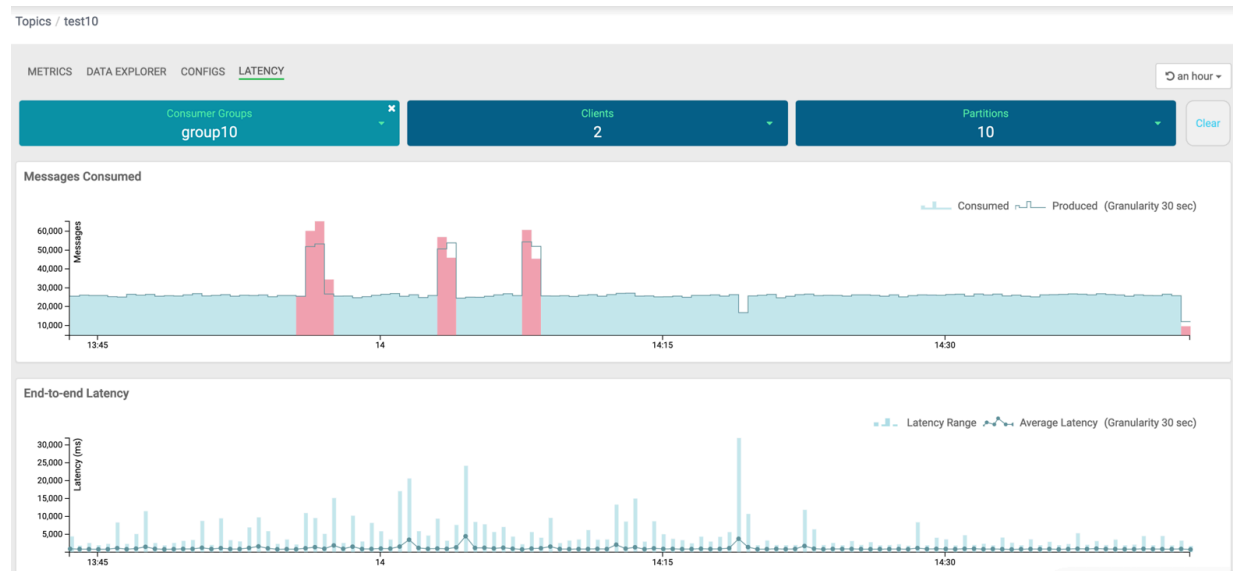 Topics / test10
METRICS DATA EXPLORER CONFIGS LATENCY
an hour
Consumer Groups
group10
Clients
2
Partitions
10
Clear
Messages Consumed
Consumed Produced (Granularity 30 sec)
Messages
60,000
50,000
40,000
30,000
20,000
10,000
13:45 14 14:15 14:30
End-to-end Latency
Latency Range Average Latency (Granularity 30 sec)
Latency (ms)
30,000
25,000
20,000
15,000
10,000
5,000
13:45 14 14:15 14:30